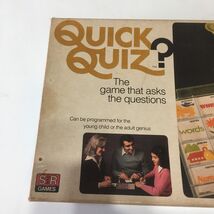 QUICK
QUIZ?
The
game that asks
the questions
Can be programmed for the
young child or the adult genius
S&R
GAMES
words